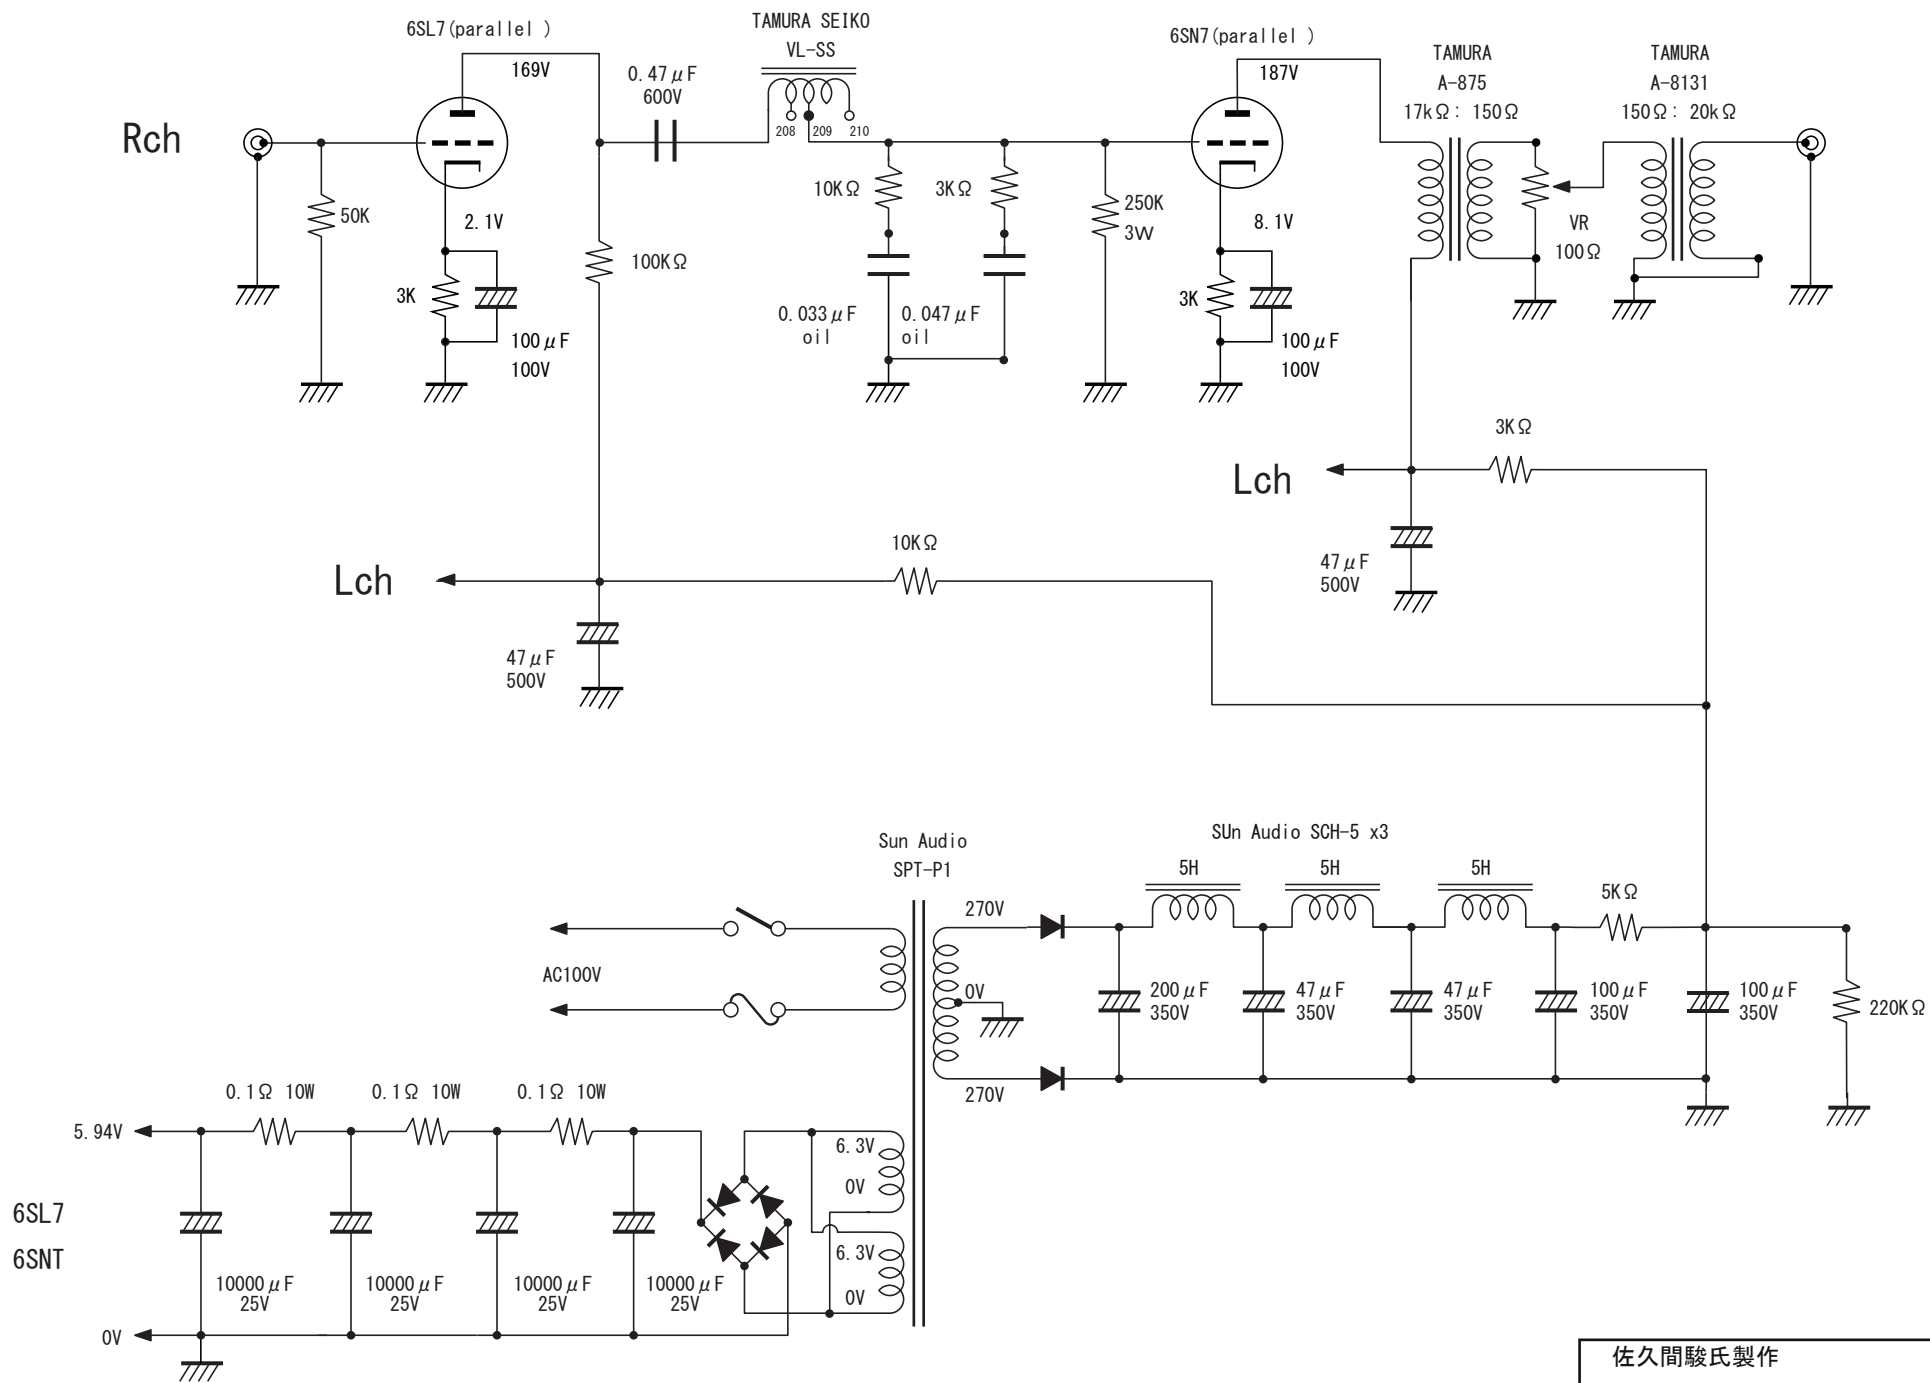 6SL7(parallel )
169V
0.47μF
600V
TAMURA SEIKO
VL-SS
208
209
210
6SN7(parallel )
187V
TAMURA
A-875
17kΩ: 150Ω
TAMURA
A-8131
150Ω: 20kΩ
Rch
50K
2.1V
3K
100μF
100V
100KΩ
10KΩ
3KΩ
0.033μF
oil
0.047μF
oil
250K
3W
8.1V
3K
100μF
100V
VR
100Ω
3KΩ
Lch
47μF
500V
10KΩ
Lch
47μF
500V
Sun Audio
SPT-P1
SUn Audio SCH-5 x3
5H
5H
5H
5KΩ
270V
AC100V
0V
200μF
350V
47μF
350V
47μF
350V
100μF
350V
100μF
350V
220KΩ
270V
0.1Ω 10W
0.1Ω 10W
0.1Ω 10W
5.94V
6.3V
0V
6SL7
6SNT
6.3V
0V
10000μF
25V
10000μF
25V
10000μF
25V
10000μF
25V
0V
佐久間駿氏製作